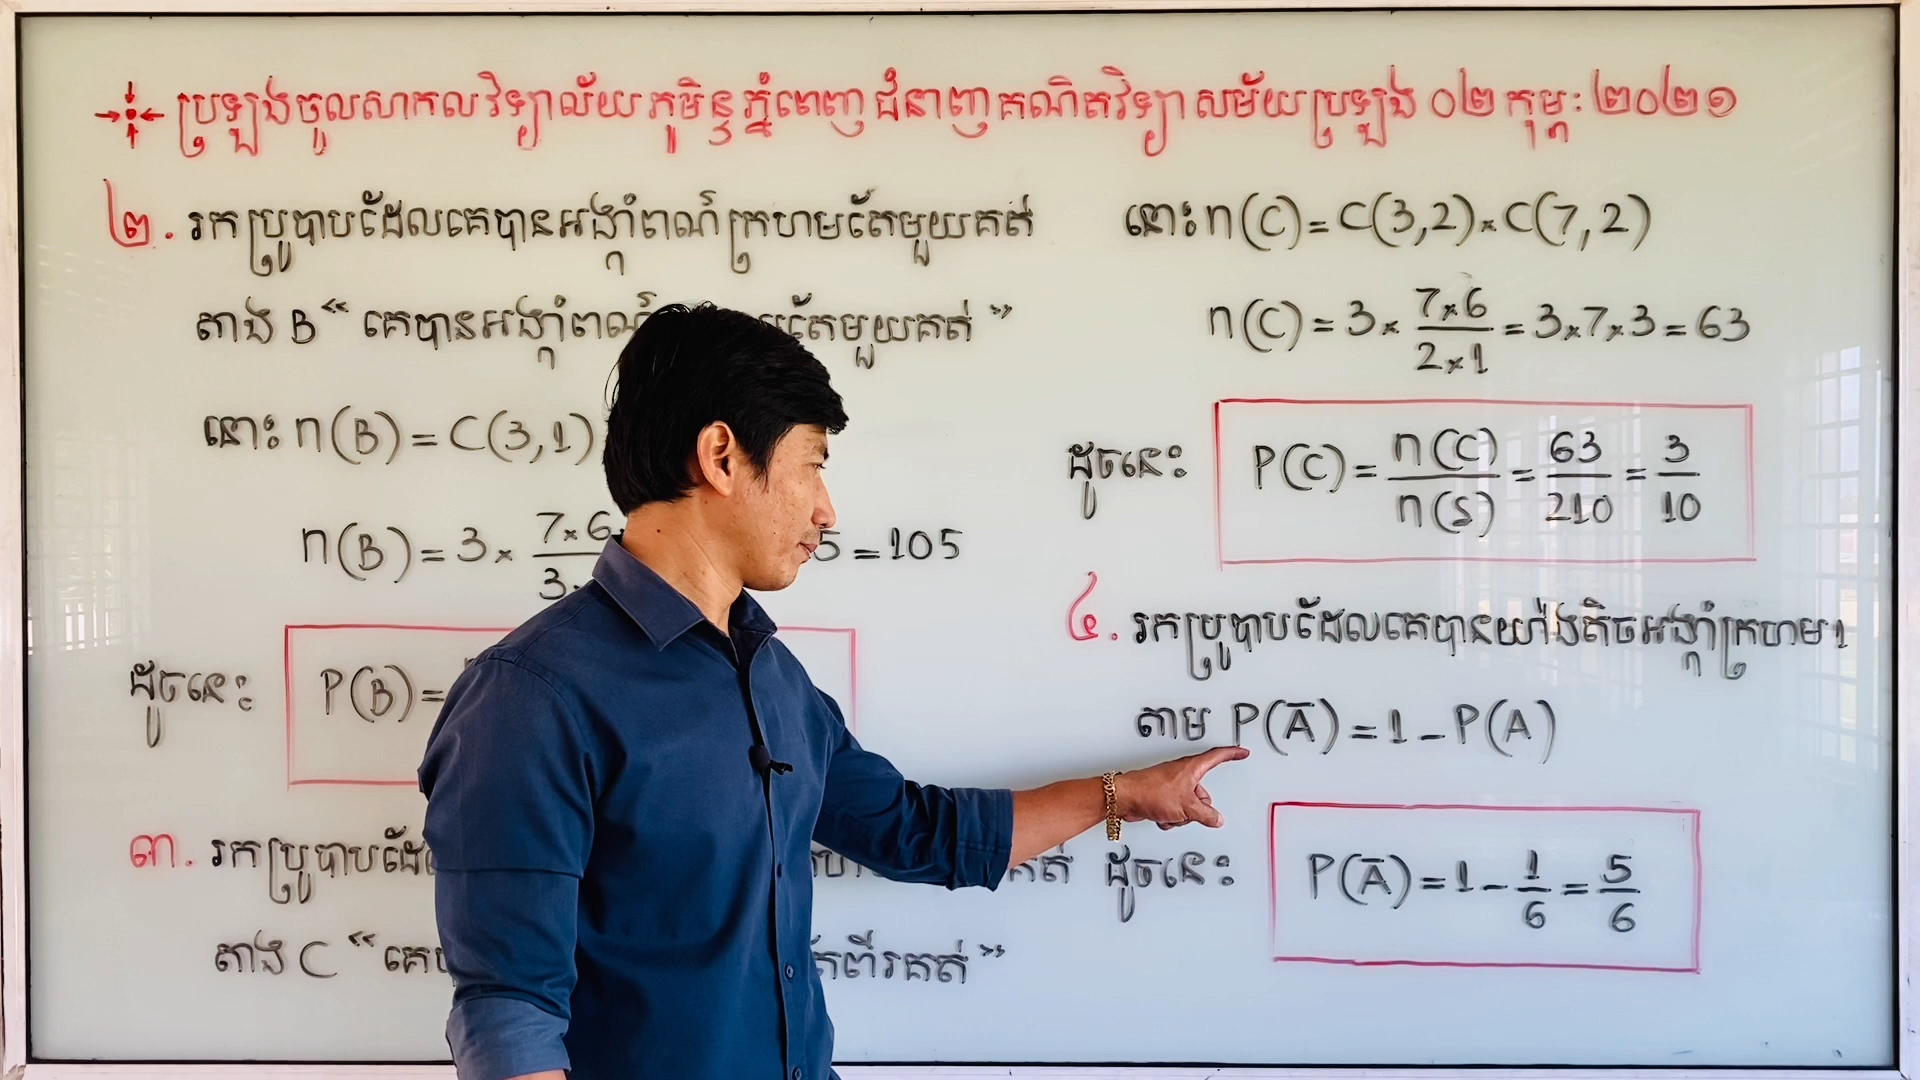 ប្រឡងចូលសាកលវិទ្យាល័យភូមិន្ទភ្នំពេញ ជំនាញគណិតវិទ្យា សម័យប្រឡង ០២ កុម្ភៈ ២០២១
២. រកប្រូបាបដែលគេបានអង្កាំពណ៌ក្រហមតែមួយគត់
តាង B “ គេបានអង្កាំពណ៌ តែមួយគត់ ”
នោះ n(B) = C(3,1)
n(B) = 3 × 7×6 5 = 105
3
ដូចនេះ P(B) =
៣. រកប្រូបាប គត់
តាង C “ តែពីរគត់ ”
នោះ n(C) = C(3,2) × C(7,2)
n(C) = 3 × 7×6 / 2×1 = 3×7×3 = 63
ដូចនេះ P(C) = n(C) / n(S) = 63 / 210 = 3 / 10
៤. រកប្រូបាបដែលគេបានយ៉ាងតិចអង្កាំក្រហម1
តាម P(Ā) = 1 – P(A)
ដូចនេះ P(Ā) = 1 – 1 / 6 = 5 / 6